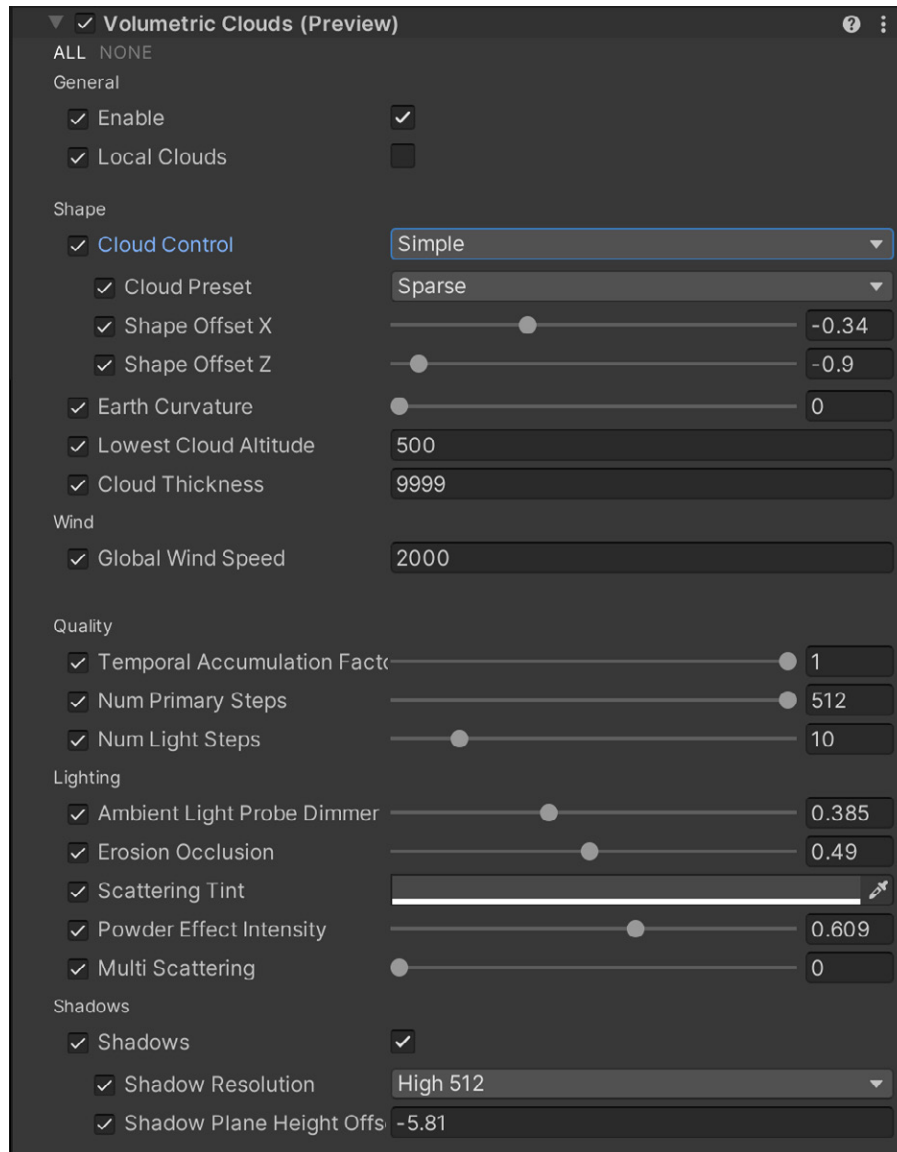 Volumetric Clouds (Preview)
ALL NONE
General
Enable
Local Clouds
Shape
Cloud Control Simple
Cloud Preset Sparse
Shape Offset X -0.34
Shape Offset Z -0.9
Earth Curvature 0
Lowest Cloud Altitude 500
Cloud Thickness 9999
Wind
Global Wind Speed 2000
Quality
Temporal Accumulation Facto 1
Num Primary Steps 512
Num Light Steps 10
Lighting
Ambient Light Probe Dimmer 0.385
Erosion Occlusion 0.49
Scattering Tint
Powder Effect Intensity 0.609
Multi Scattering 0
Shadows
Shadows
Shadow Resolution High 512
Shadow Plane Height Offs -5.81